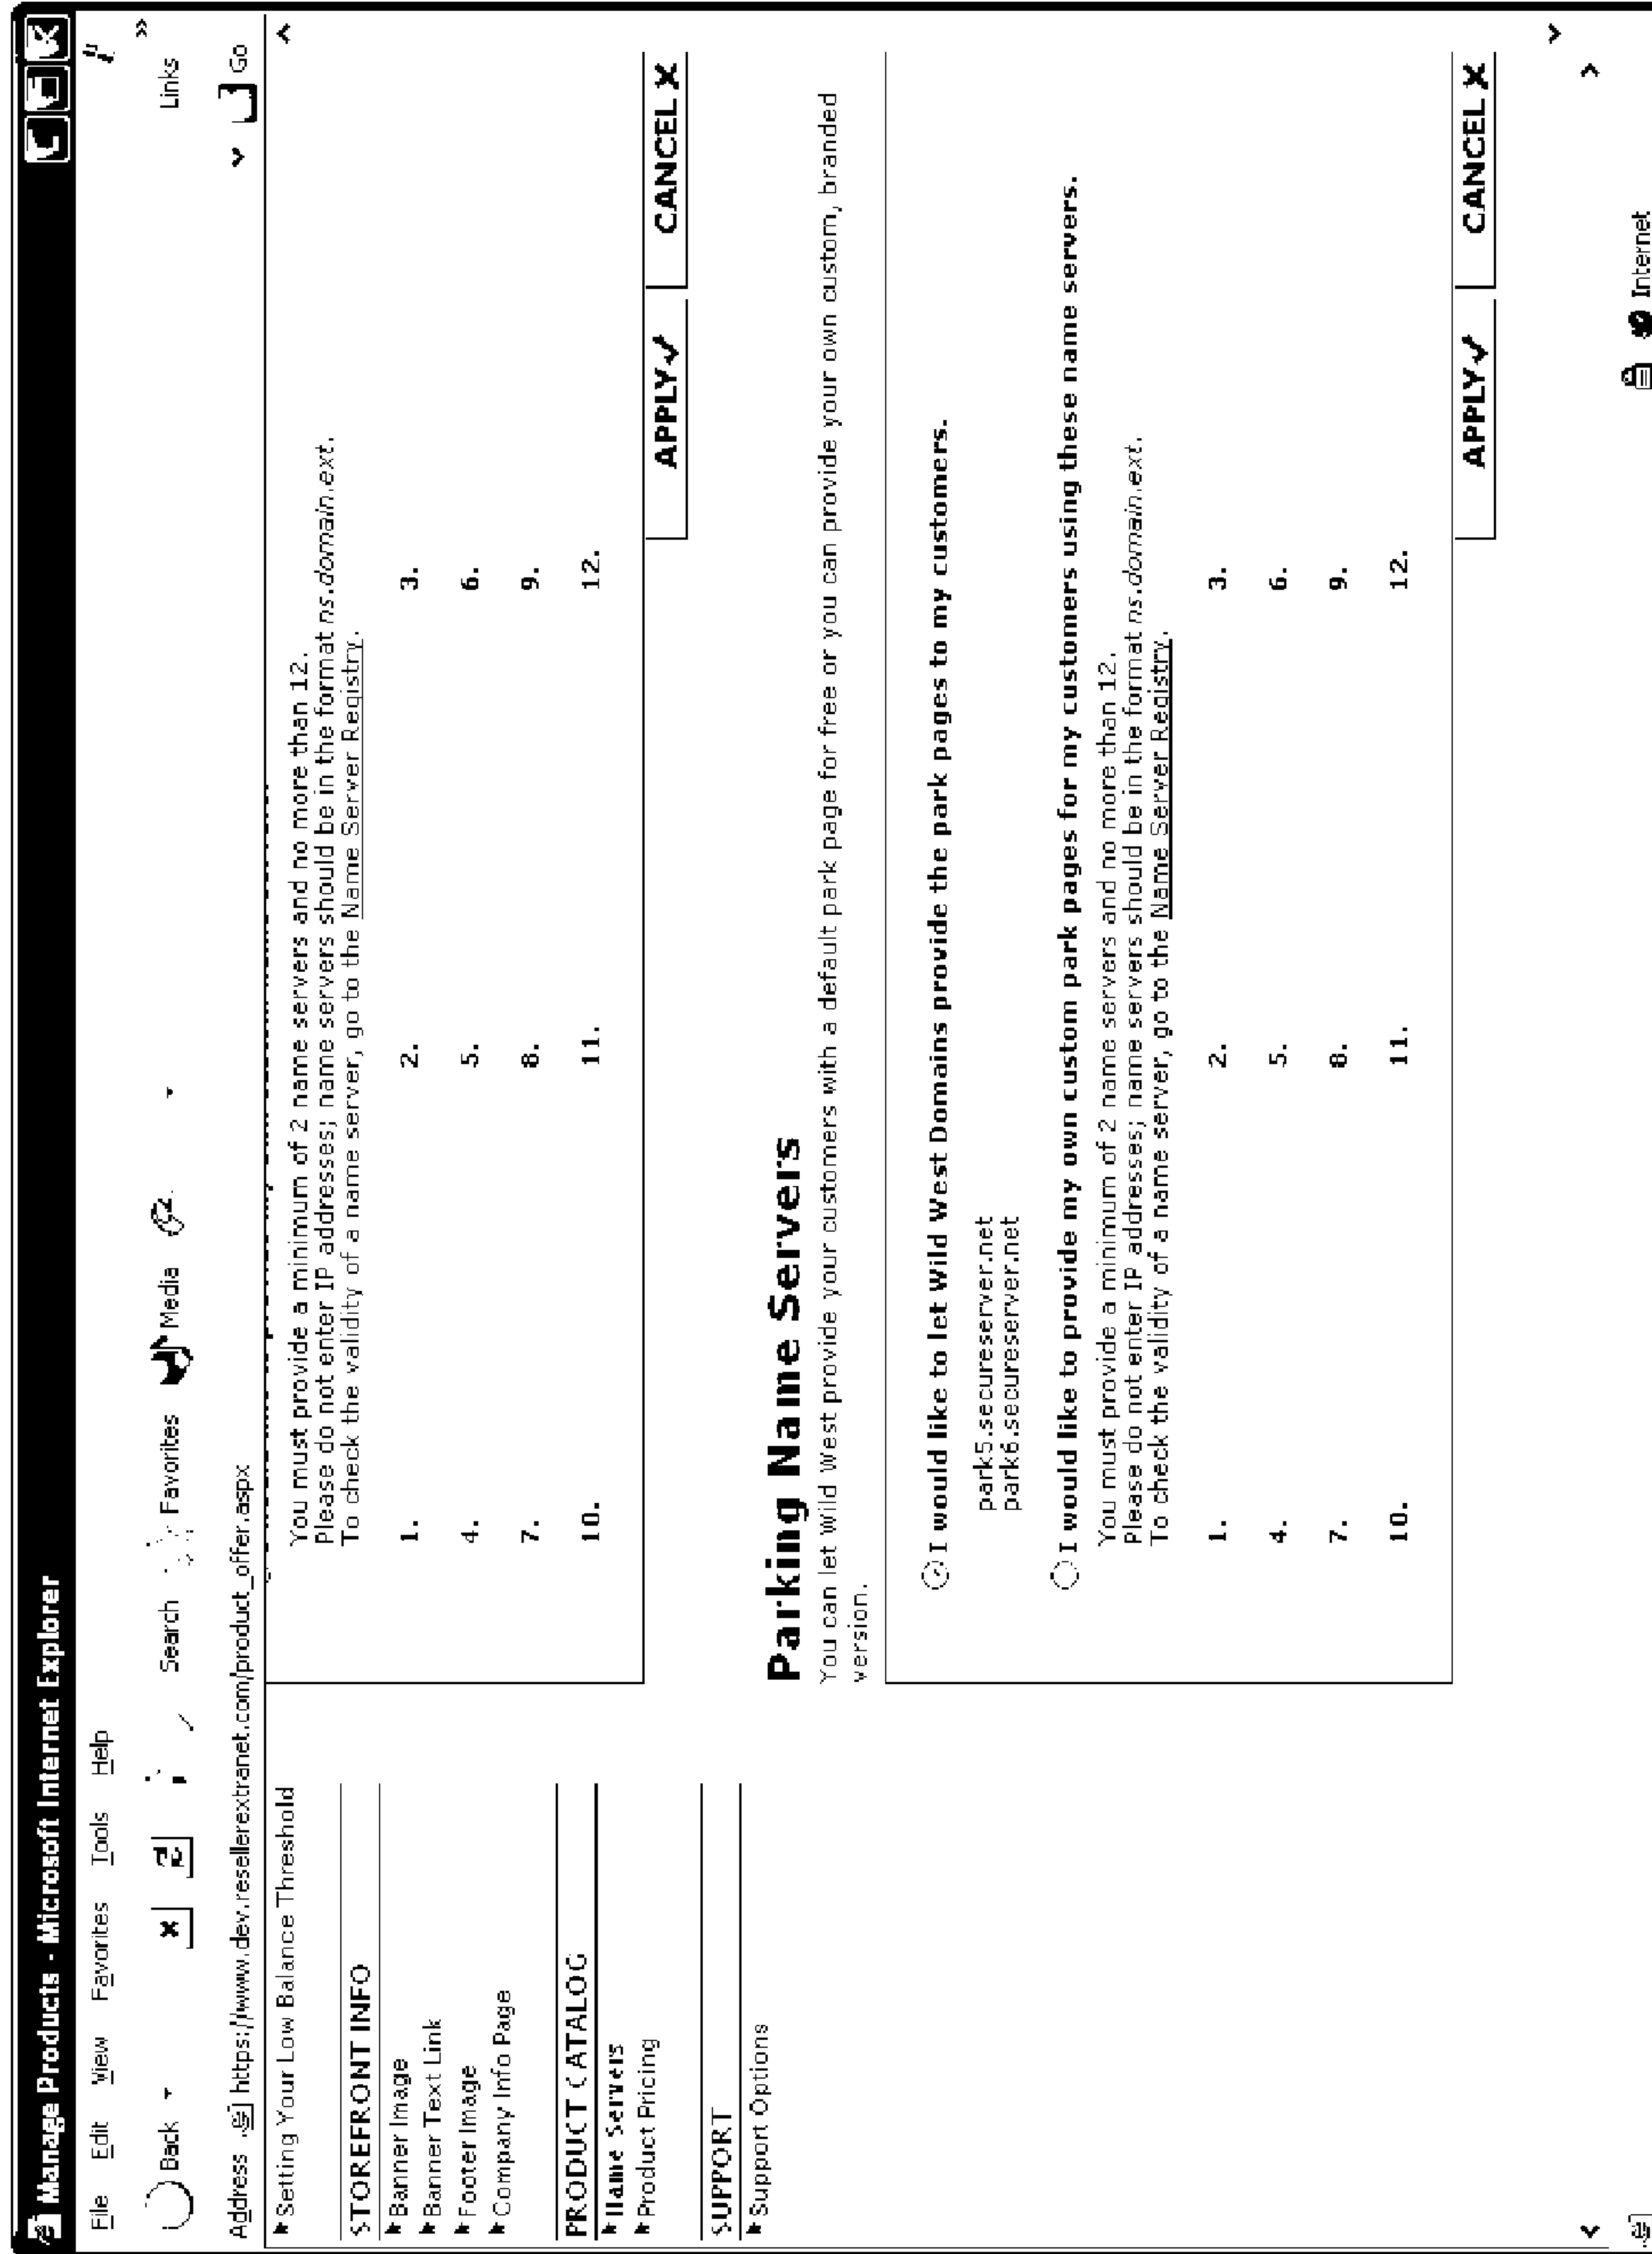 Manage Products - Microsoft Internet Explorer
File Edit View Favorites Tools Help
Back Search Favorites Media Links
Address https://www.dev.resellerextranet.com/product_offer.aspx Go
Setting Your Low Balance Threshold
STOREFRONT INFO
Banner Image
Banner Text Link
Footer Image
Company Info Page
PRODUCT CATALOG
Name Servers
Product Pricing
SUPPORT
Support Options
You must provide a minimum of 2 name servers and no more than 12.
Please do not enter IP addresses; name servers should be in the format ns.domain.ext.
To check the validity of a name server, go to the Name Server Registry.
1. 2. 3.
4. 5. 6.
7. 8. 9.
10. 11. 12.
APPLY CANCEL X
Parking Name Servers
You can let Wild West provide your customers with a default park page for free or you can provide your own custom, branded
version.
I would like to let Wild West Domains provide the park pages to my customers.
park5.secureserver.net
park6.secureserver.net
I would like to provide my own custom park pages for my customers using these name servers.
You must provide a minimum of 2 name servers and no more than 12.
Please do not enter IP addresses; name servers should be in the format ns.domain.ext.
To check the validity of a name server, go to the Name Server Registry.
1. 2. 3.
4. 5. 6.
7. 8. 9.
10. 11. 12.
APPLY CANCEL X
Internet